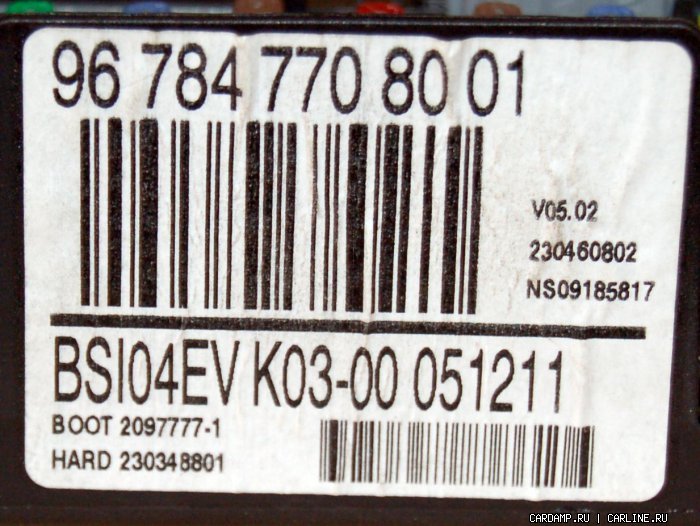 96 784 770 80 01
V05.02
230460802
NS09185817
BSI04EV K03-00 051211
BOOT 2097777-1
HARD 230348801
CARDAMP.RU | CARLINE.RU